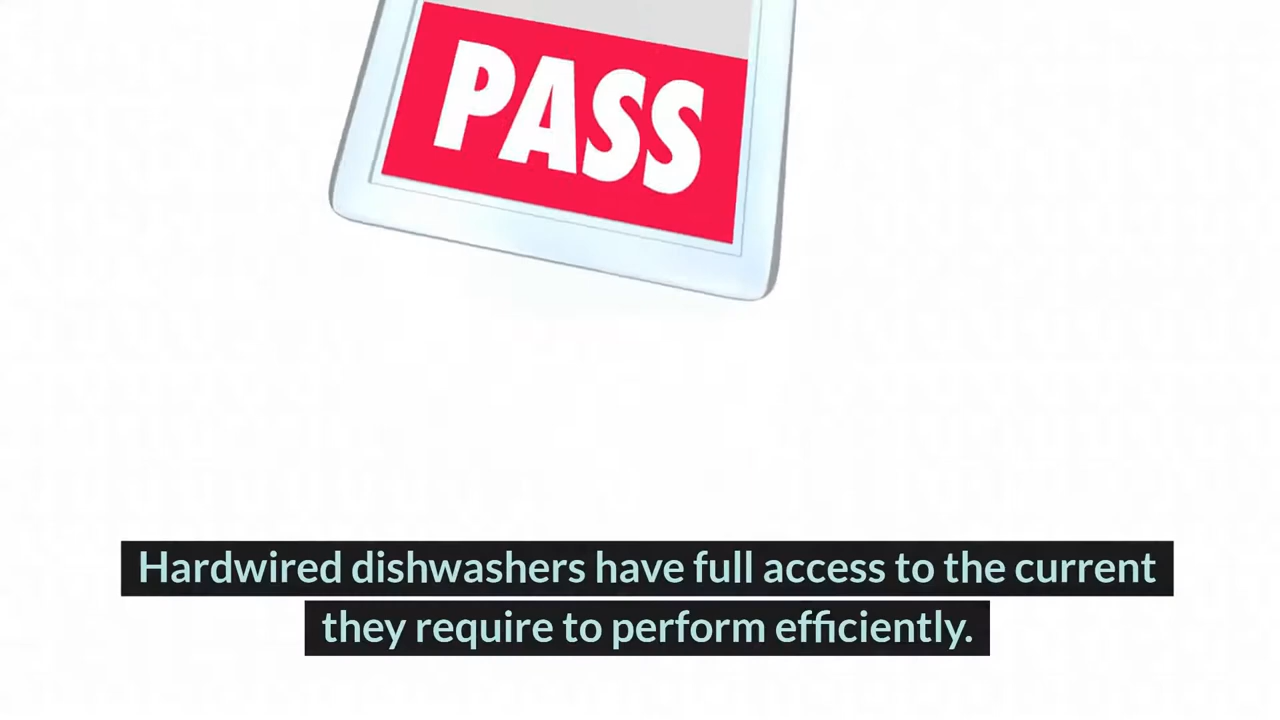 PASS
Hardwired dishwashers have full access to the current
they require to perform efficiently.